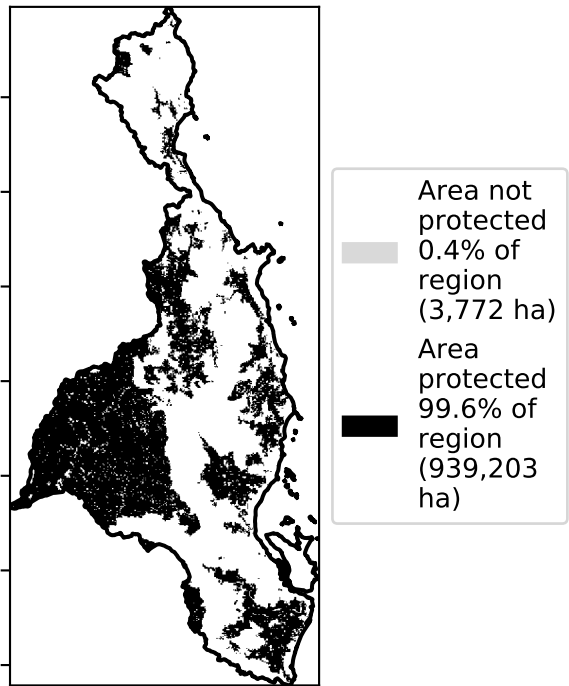 Area not
protected
0.4% of
region
(3,772 ha)
Area
protected
99.6% of
region
(939,203
ha)